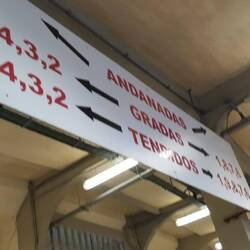 ANDANADAS
4,3,2 GRADAS
4,3,2 TENDIDOS